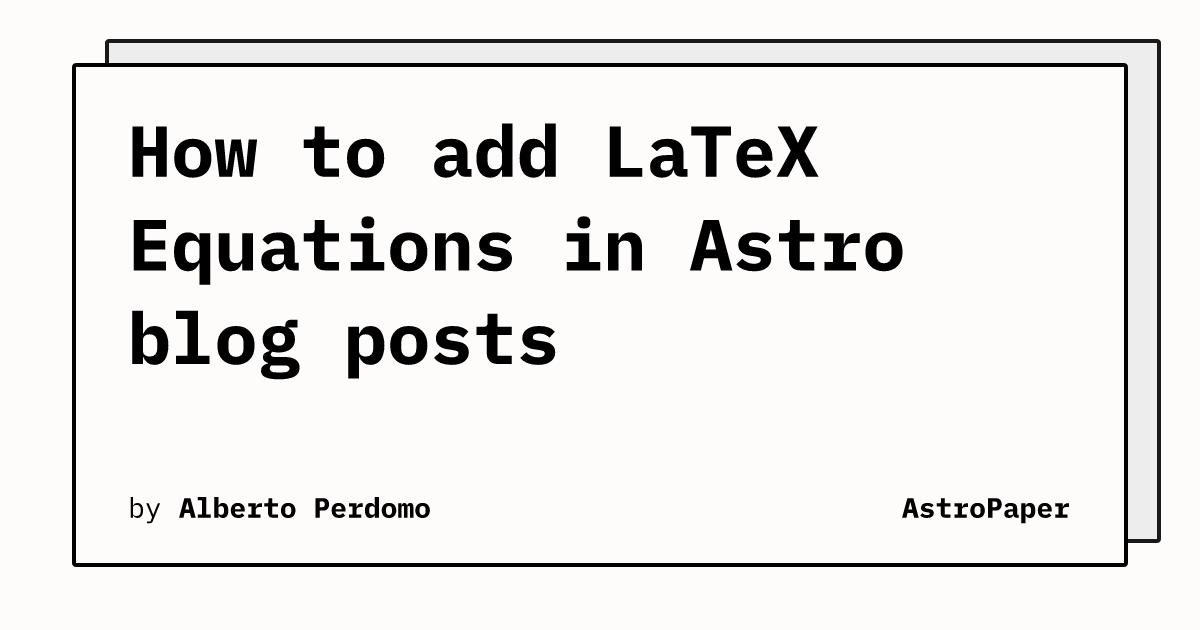 How to add LaTeX
Equations in Astro
blog posts
by Alberto Perdomo
AstroPaper